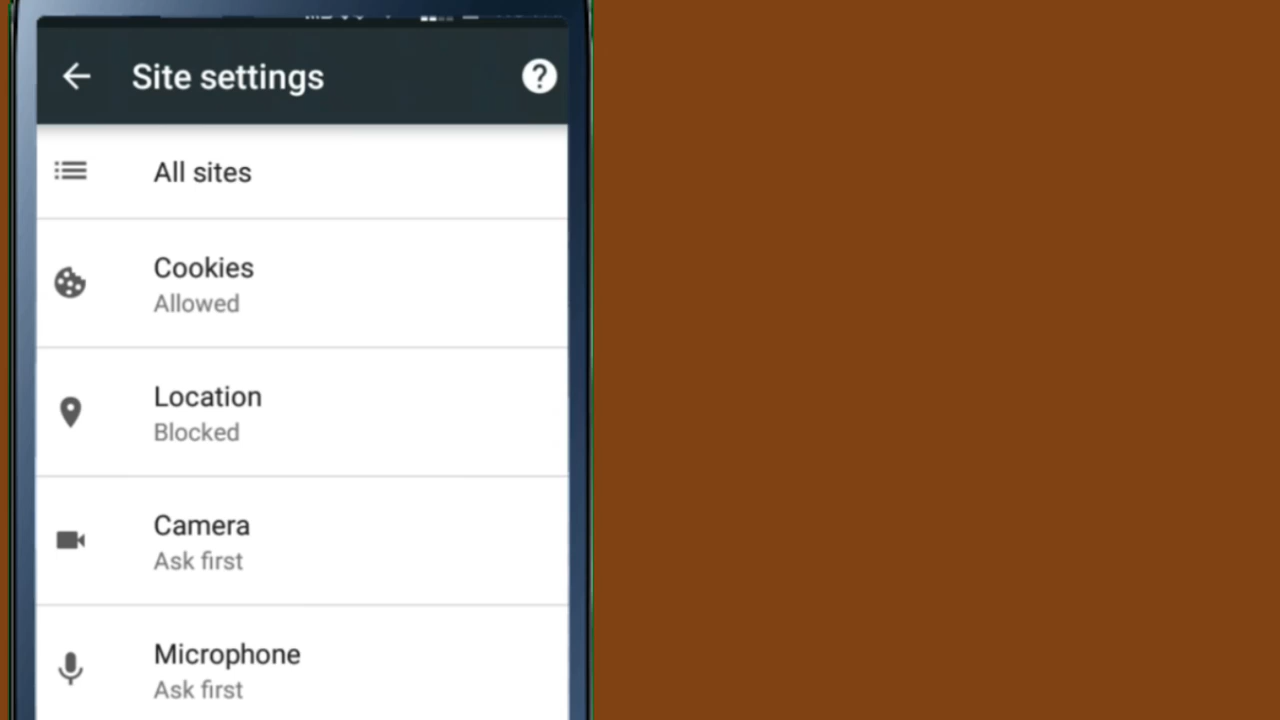 Site settings
All sites
Cookies
Allowed
Location
Blocked
Camera
Ask first
Microphone
Ask first